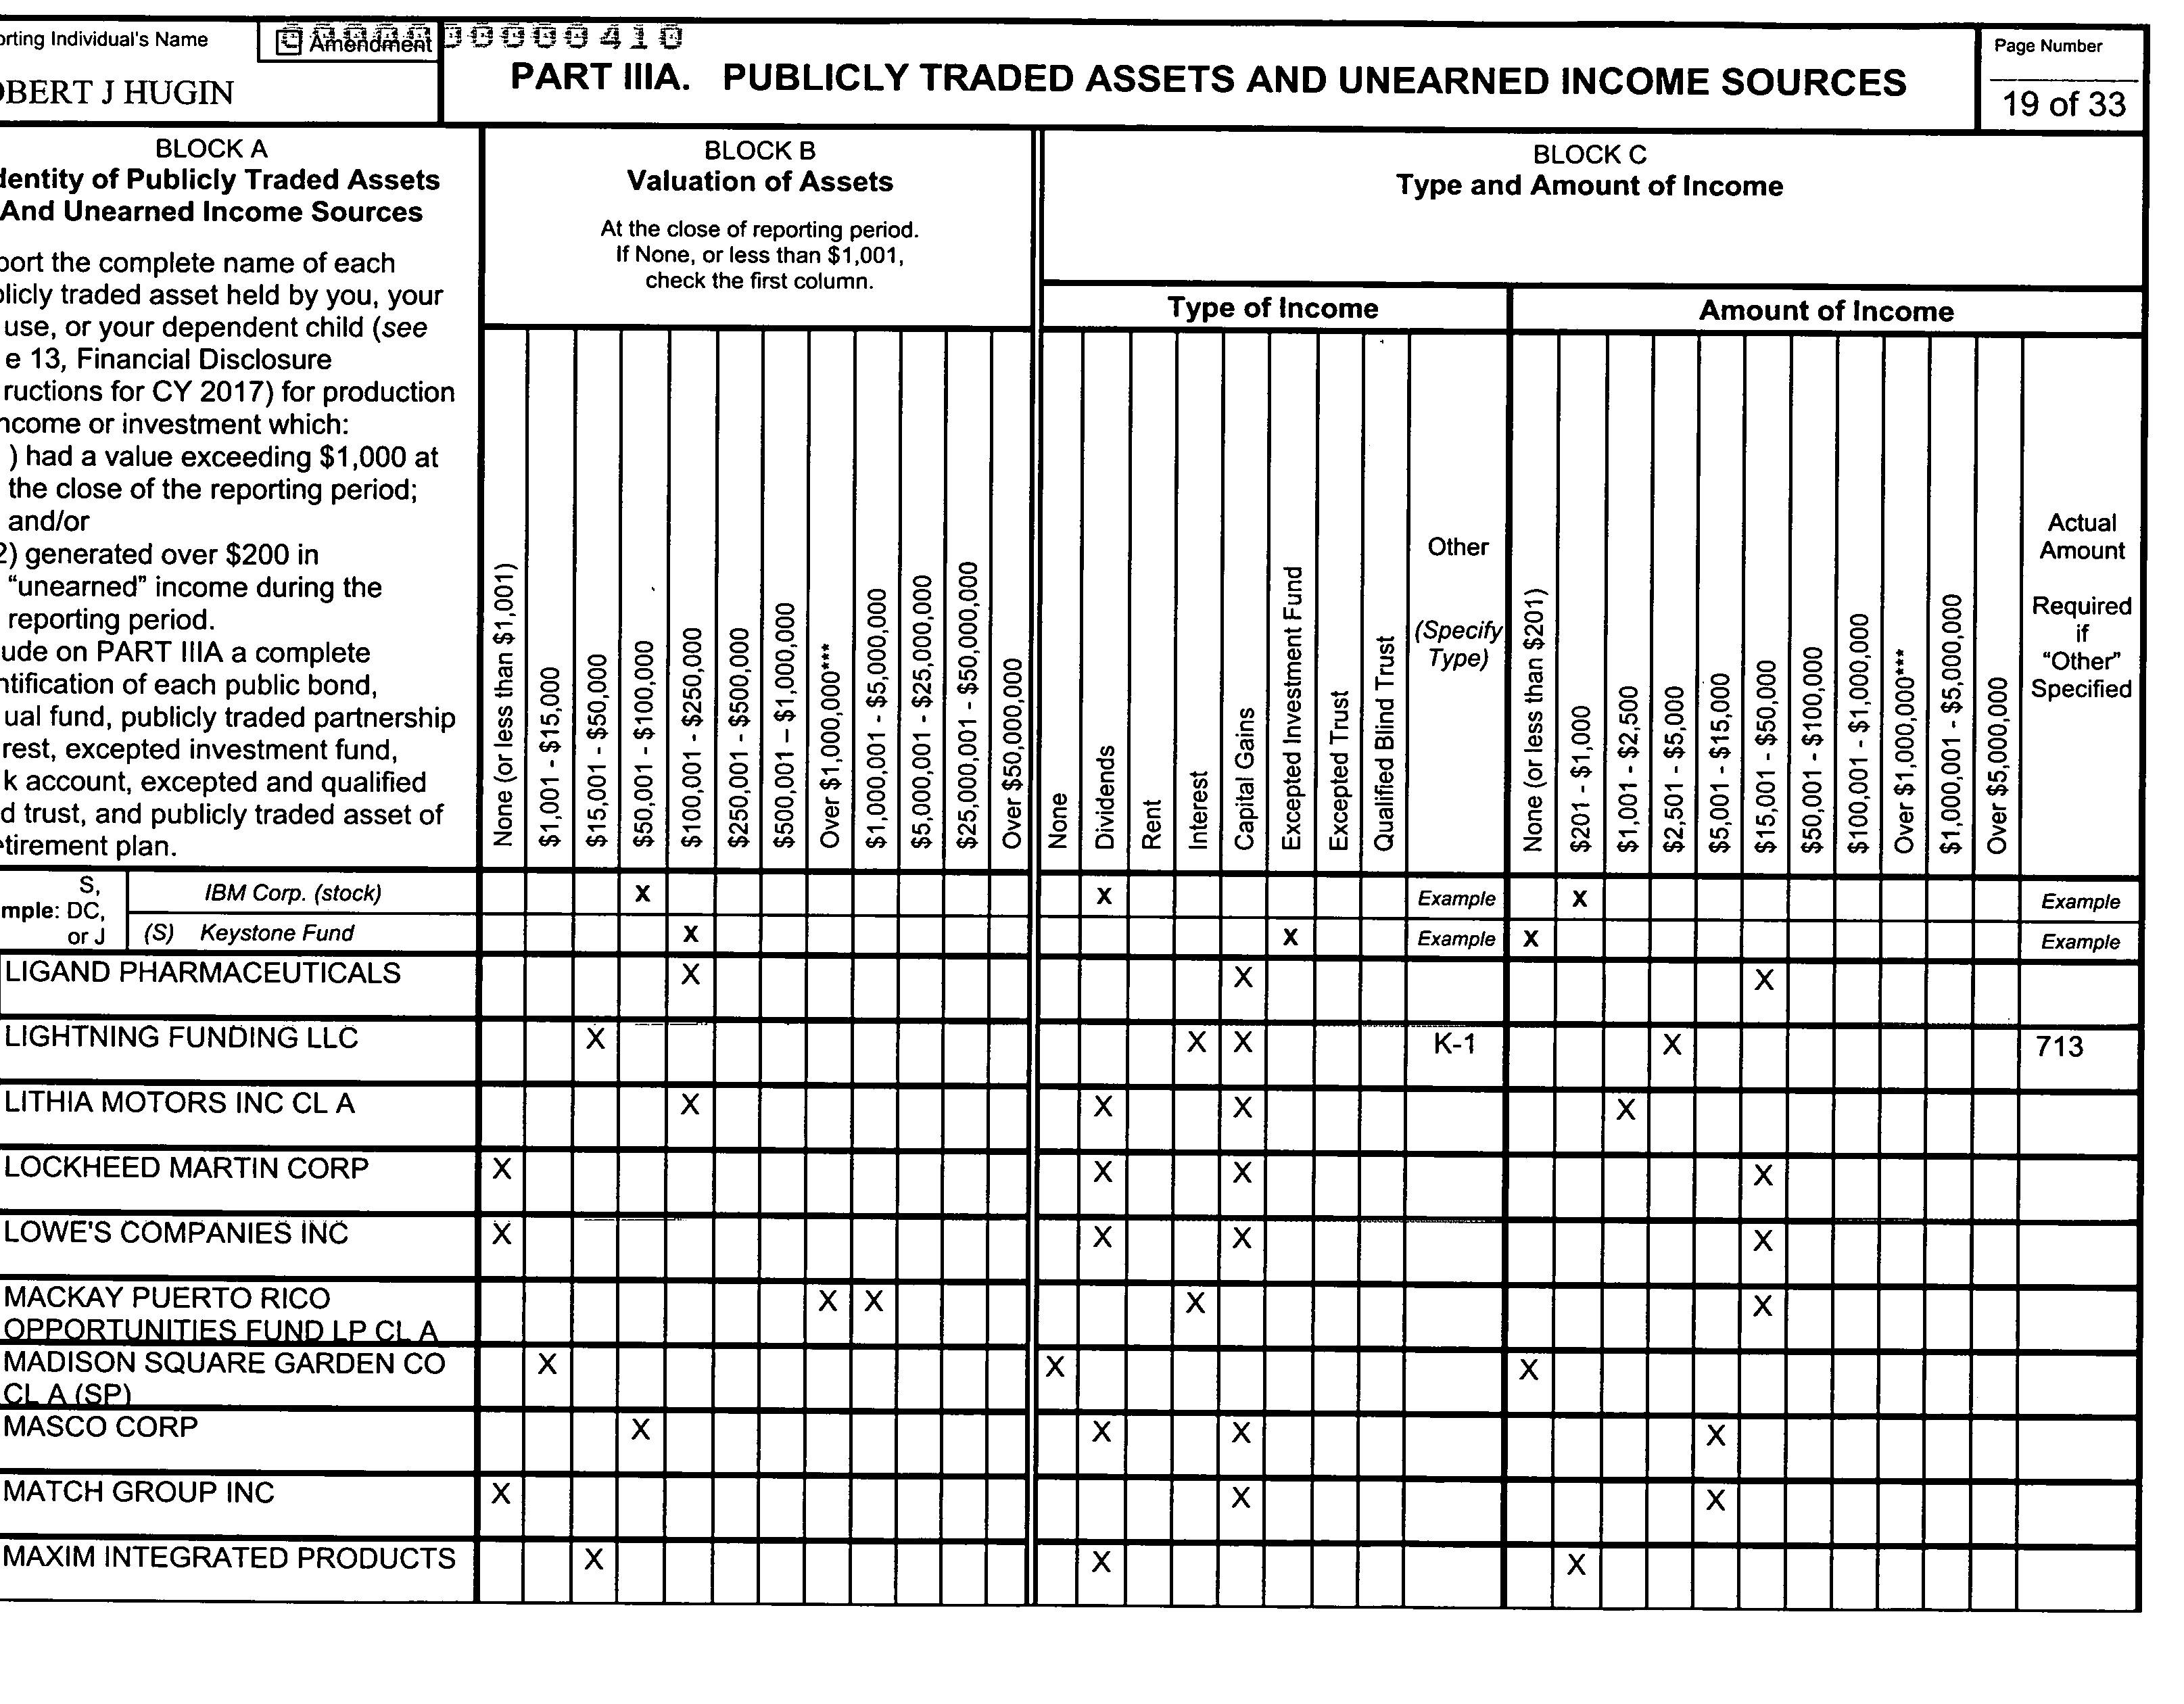 orting Individual's Name
Amendment
OBERT J HUGIN
PART IIIA. PUBLICLY TRADED ASSETS AND UNEARNED INCOME SOURCES
Page Number
19 of 33
BLOCK A
dentity of Publicly Traded Assets
And Unearned Income Sources
port the complete name of each
blicly traded asset held by you, your
use, or your dependent child (see
e 13, Financial Disclosure
ructions for CY 2017) for production
ncome or investment which:
) had a value exceeding $1,000 at
the close of the reporting period;
and/or
2) generated over $200 in
"unearned" income during the
reporting period.
ude on PART IIIA a complete
ntification of each public bond,
ual fund, publicly traded partnership
rest, excepted investment fund,
k account, excepted and qualified
d trust, and publicly traded asset of
tirement plan.
BLOCK B
Valuation of Assets
At the close of reporting period.
If None, or less than $1,001,
check the first column.
None (or less than $1,001)
$1,001 - $15,000
$15,001 - $50,000
$50,001 - $100,000
$100,001 - $250,000
$250,001 - $500,000
$500,001 – $1,000,000
Over $1,000,000***
$1,000,001 - $5,000,000
$5,000,001 - $25,000,000
$25,000,001 - $50,000,000
Over $50,000,000
BLOCK C
Type and Amount of Income
Type of Income
None
Dividends
Rent
Interest
Capital Gains
Excepted Investment Fund
Excepted Trust
Qualified Blind Trust
Other
(Specify
Type)
Amount of Income
None (or less than $201)
$201 - $1,000
$1,001 - $2,500
$2,501 - $5,000
$5,001 - $15,000
$15,001 - $50,000
$50,001 - $100,000
$100,001 - $1,000,000
Over $1,000,000***
$1,000,001 - $5,000,000
Over $5,000,000
Actual
Amount
Required
if
"Other"
Specified
mple: S, DC, or J
IBM Corp. (stock) X X Example X Example
(S) Keystone Fund X X Example X Example
LIGAND PHARMACEUTICALS X X X
LIGHTNING FUNDING LLC X X X K-1 X 713
LITHIA MOTORS INC CL A X X X X
LOCKHEED MARTIN CORP X X X X
LOWE'S COMPANIES INC X X X X
MACKAY PUERTO RICO X X X X
OPPORTUNITIES FUND LP CL A
MADISON SQUARE GARDEN CO X X X
CL A (SP)
MASCO CORP X X X X
MATCH GROUP INC X X X
MAXIM INTEGRATED PRODUCTS X X X